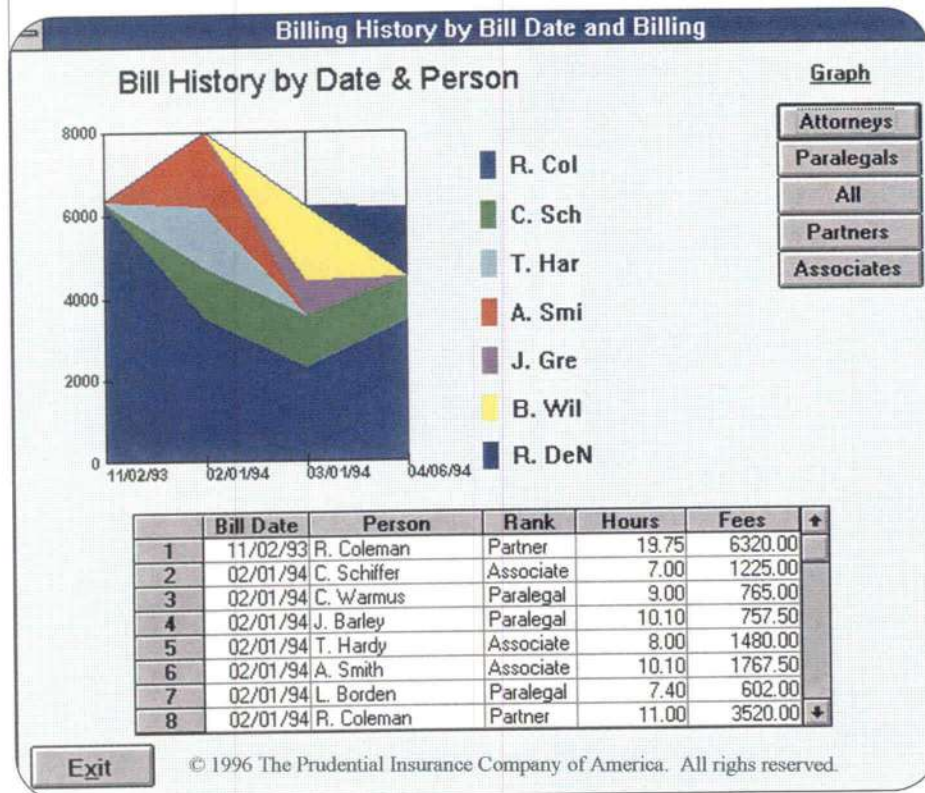 Billing History by Bill Date and Billing
Bill History by Date & Person
Graph
Attorneys
Paralegals
All
Partners
Associates
8000
6000
4000
2000
0
11/02/93 02/01/94 03/01/94 04/06/94
R. Col
C. Sch
T. Har
A. Smi
J. Gre
B. Wil
R. DeN
Bill Date Person Rank Hours Fees
1 11/02/93 R. Coleman Partner 19.75 6320.00
2 02/01/94 C. Schiffer Associate 7.00 1225.00
3 02/01/94 C. Warmus Paralegal 9.00 765.00
4 02/01/94 J. Barley Paralegal 10.10 757.50
5 02/01/94 T. Hardy Associate 8.00 1480.00
6 02/01/94 A. Smith Associate 10.10 1767.50
7 02/01/94 L. Borden Paralegal 7.40 602.00
8 02/01/94 R. Coleman Partner 11.00 3520.00
Exit
© 1996 The Prudential Insurance Company of America. All righs reserved.